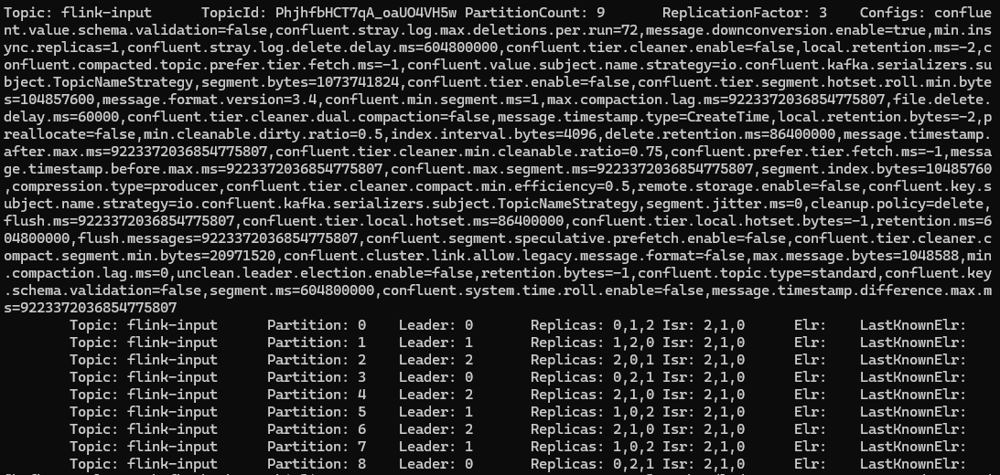 Topic: flink-input      TopicId: PhjhfbHCT7qA_oaUO4VH5w PartitionCount: 9       ReplicationFactor: 3    Configs: conflue
nt.value.schema.validation=false,confluent.stray.log.max.deletions.per.run=72,message.downconversion.enable=true,min.ins
ync.replicas=1,confluent.stray.log.delete.delay.ms=604800000,confluent.tier.cleaner.enable=false,local.retention.ms=-2,c
onfluent.compacted.topic.prefer.tier.fetch.ms=-1,confluent.value.subject.name.strategy=io.confluent.kafka.serializers.su
bject.TopicNameStrategy,segment.bytes=1073741824,confluent.tier.enable=false,confluent.tier.segment.hotset.roll.min.byte
s=104857600,message.format.version=3.4,confluent.min.segment.ms=1,max.compaction.lag.ms=9223372036854775807,file.delete.
delay.ms=60000,confluent.tier.cleaner.dual.compaction=false,message.timestamp.type=CreateTime,local.retention.bytes=-2,p
reallocate=false,min.cleanable.dirty.ratio=0.5,index.interval.bytes=4096,delete.retention.ms=86400000,message.timestamp.
after.max.ms=9223372036854775807,confluent.tier.cleaner.min.cleanable.ratio=0.75,confluent.prefer.tier.fetch.ms=-1,messa
ge.timestamp.before.max.ms=9223372036854775807,confluent.max.segment.ms=9223372036854775807,segment.index.bytes=10485760
,compression.type=producer,confluent.tier.cleaner.compact.min.efficiency=0.5,remote.storage.enable=false,confluent.key.s
ubject.name.strategy=io.confluent.kafka.serializers.subject.TopicNameStrategy,segment.jitter.ms=0,cleanup.policy=delete,
flush.ms=9223372036854775807,confluent.tier.local.hotset.ms=86400000,confluent.tier.local.hotset.bytes=-1,retention.ms=6
04800000,flush.messages=9223372036854775807,confluent.segment.speculative.prefetch.enable=false,confluent.tier.cleaner.c
ompact.segment.min.bytes=20971520,confluent.cluster.link.allow.legacy.message.format=false,max.message.bytes=1048588,min
.compaction.lag.ms=0,unclean.leader.election.enable=false,retention.bytes=-1,confluent.topic.type=standard,confluent.key
.schema.validation=false,segment.ms=604800000,confluent.system.time.roll.enable=false,message.timestamp.difference.max.m
s=9223372036854775807
        Topic: flink-input      Partition: 0    Leader: 0       Replicas: 0,1,2 Isr: 2,1,0      Elr:    LastKnownElr:
        Topic: flink-input      Partition: 1    Leader: 1       Replicas: 1,2,0 Isr: 2,1,0      Elr:    LastKnownElr:
        Topic: flink-input      Partition: 2    Leader: 2       Replicas: 2,0,1 Isr: 2,1,0      Elr:    LastKnownElr:
        Topic: flink-input      Partition: 3    Leader: 0       Replicas: 0,2,1 Isr: 2,1,0      Elr:    LastKnownElr:
        Topic: flink-input      Partition: 4    Leader: 2       Replicas: 2,1,0 Isr: 2,1,0      Elr:    LastKnownElr:
        Topic: flink-input      Partition: 5    Leader: 1       Replicas: 1,0,2 Isr: 2,1,0      Elr:    LastKnownElr:
        Topic: flink-input      Partition: 6    Leader: 2       Replicas: 2,1,0 Isr: 2,1,0      Elr:    LastKnownElr:
        Topic: flink-input      Partition: 7    Leader: 1       Replicas: 1,0,2 Isr: 2,1,0      Elr:    LastKnownElr:
        Topic: flink-input      Partition: 8    Leader: 0       Replicas: 0,2,1 Isr: 2,1,0      Elr:    LastKnownElr: